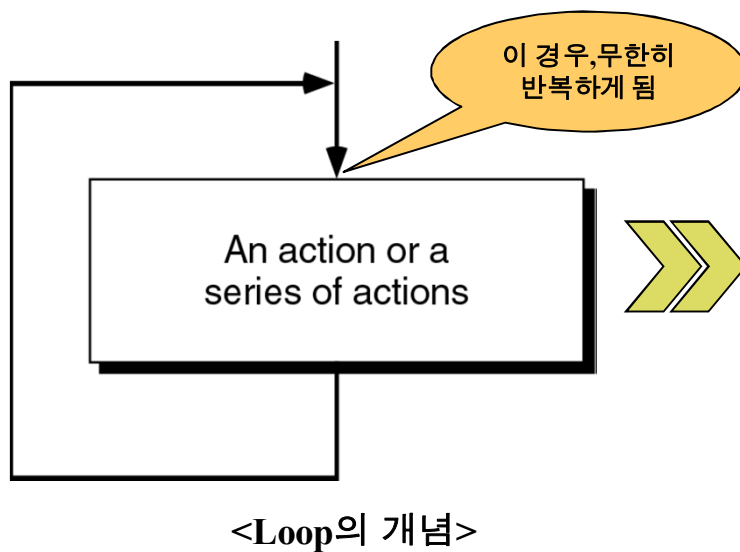 이 경우,무한히
반복하게 됨
An action or a
series of actions
<Loop의 개념>